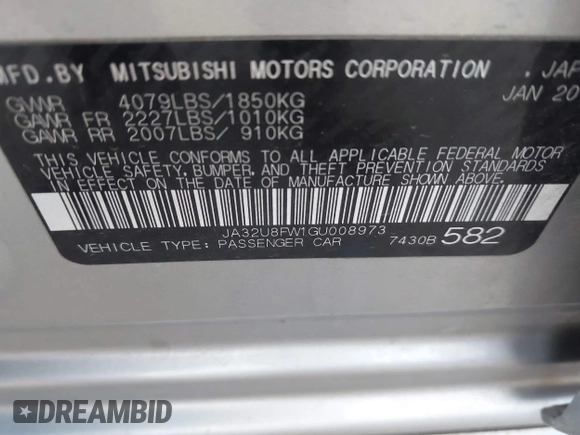 MFD.BY MITSUBISHI MOTORS CORPORATION . JAP
GVWR 4079LBS/1850KG JAN 20
GAWR FR 2227LBS/1010KG
GAWR RR 2007LBS/ 910KG
THIS VEHICLE CONFORMS TO ALL APPLICABLE FEDERAL MOTOR
VEHICLE SAFETY, BUMPER, AND THEFT PREVENTION STANDARDS
IN EFFECT ON THE DATE OF MANUFACTURE SHOWN ABOVE.
JA32U8FW1GU008973
VEHICLE TYPE: PASSENGER CAR 7430B 582
DREAMBID